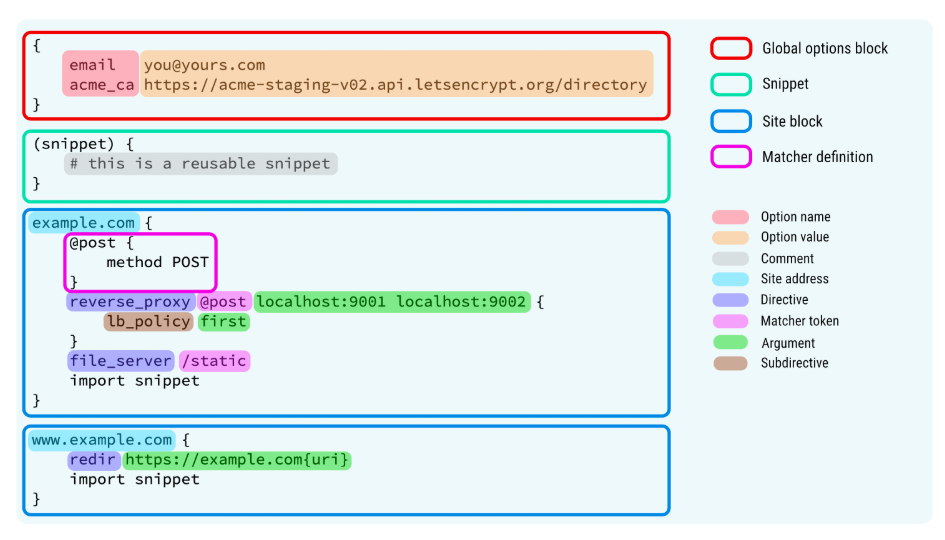 {
email you@yours.com
acme_ca https://acme-staging-v02.api.letsencrypt.org/directory
}
(snippet) {
# this is a reusable snippet
}
example.com {
@post {
method POST
}
reverse_proxy @post localhost:9001 localhost:9002 {
lb_policy first
}
file_server /static
import snippet
}
www.example.com {
redir https://example.com{uri}
import snippet
}
Global options block
Snippet
Site block
Matcher definition
Option name
Option value
Comment
Site address
Directive
Matcher token
Argument
Subdirective